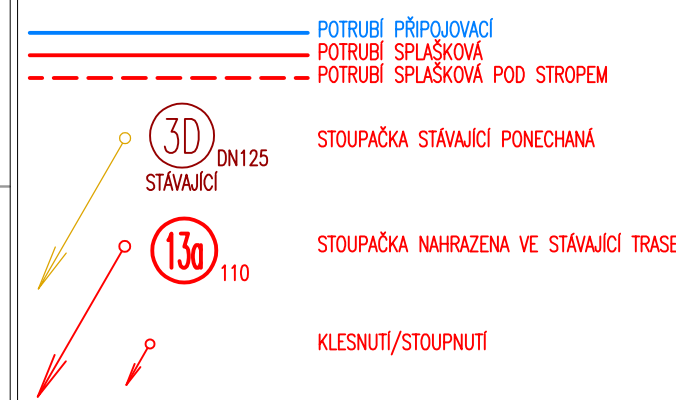 POTRUBÍ PŘIPOJOVACÍ
POTRUBÍ SPLAŠKOVÁ
POTRUBÍ SPLAŠKOVÁ POD STROPEM
3D
DN125
STÁVAJÍCÍ
STOUPAČKA STÁVAJÍCÍ PONECHANÁ
13a
110
STOUPAČKA NAHRAZENA VE STÁVAJÍCÍ TRASE
KLESNUTÍ/STOUPNUTÍ